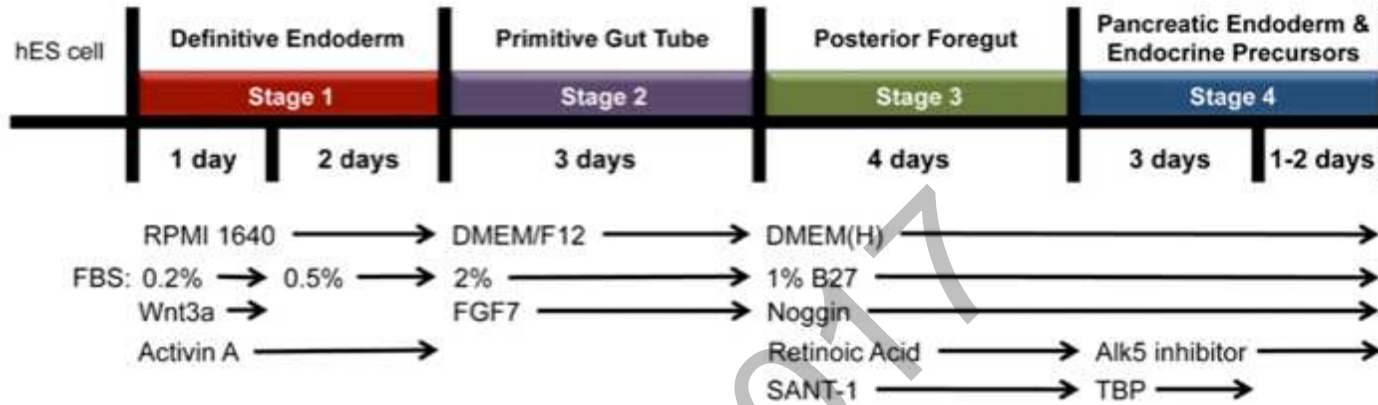 hES cell Definitive Endoderm Primitive Gut Tube Posterior Foregut Pancreatic Endoderm &
Endocrine Precursors
Stage 1 Stage 2 Stage 3 Stage 4
1 day 2 days 3 days 4 days 3 days 1-2 days
RPMI 1640 DMEM/F12 DMEM(H)
FBS: 0.2% 0.5% 2% 1% B27
Wnt3a FGF7 Noggin
Activin A Retinoic Acid Alk5 inhibitor
SANT-1 TBP
017